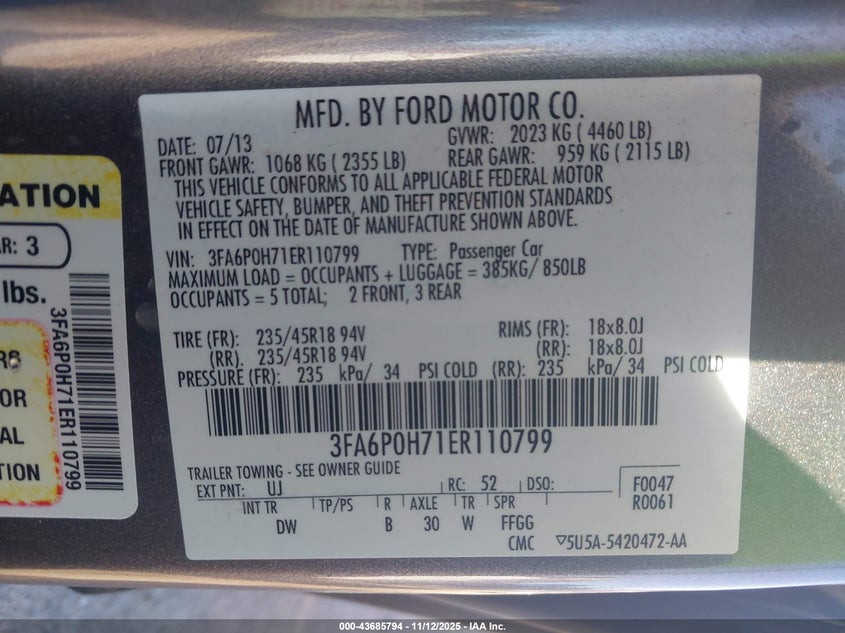 MFD. BY FORD MOTOR CO.
DATE: 07/13
GVWR: 2023 KG ( 4460 LB)
FRONT GAWR: 1068 KG ( 2355 LB)
REAR GAWR: 959 KG ( 2115 LB)
THIS VEHICLE CONFORMS TO ALL APPLICABLE FEDERAL MOTOR
VEHICLE SAFETY, BUMPER, AND THEFT PREVENTION STANDARDS
IN EFFECT ON THE DATE OF MANUFACTURE SHOWN ABOVE.
VIN: 3FA6P0H71ER110799 TYPE: Passenger Car
MAXIMUM LOAD = OCCUPANTS + LUGGAGE = 385KG/ 850LB
OCCUPANTS = 5 TOTAL; 2 FRONT, 3 REAR
TIRE (FR): 235/45R18 94V RIMS (FR): 18x8.0J
(RR). 235/45R18 94V (RR): 18x8.0J
PRESSURE (FR): 235 kPa/ 34 PSI COLD (RR): 235 kPa/ 34 PSI COLD
3FA6P0H71ER110799
TRAILER TOWING - SEE OWNER GUIDE
EXT PNT: UJ RC: 52 DSO: F0047
INT TR TP/PS R AXLE TR SPR R0061
DW B 30 W FFGG
CMC ▽5U5A-5420472-AA
ATION
AR: 3
lbs.
3FA6P0H71ER110799
OR
AL
TION
000-43685794 - 11/12/2025 - IAA Inc.